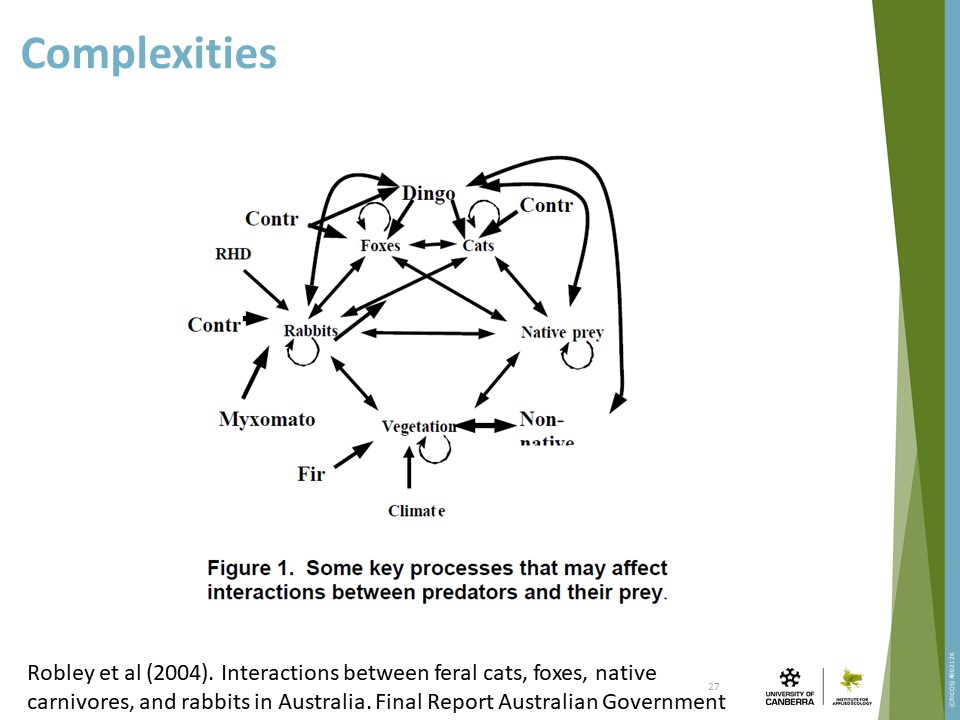 Complexities
Dingo
Contr
Contr
Foxes
Cats
RHD
Contr
Rabbits
Native prey
Myxomato
Vegetation
Non-
native
Fir
Climate
Figure 1. Some key processes that may affect
interactions between predators and their prey.
Robley et al (2004). Interactions between feral cats, foxes, native
carnivores, and rabbits in Australia. Final Report Australian Government
27
UNIVERSITY OF
CANBERRA
INSTITUTE FOR
APPLIED ECOLOGY